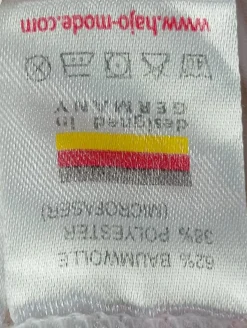 62% BAUMWOLLE
38% POLYESTER
(MICROFASER)
designed in
GERMANY
www.hajo-mode.com